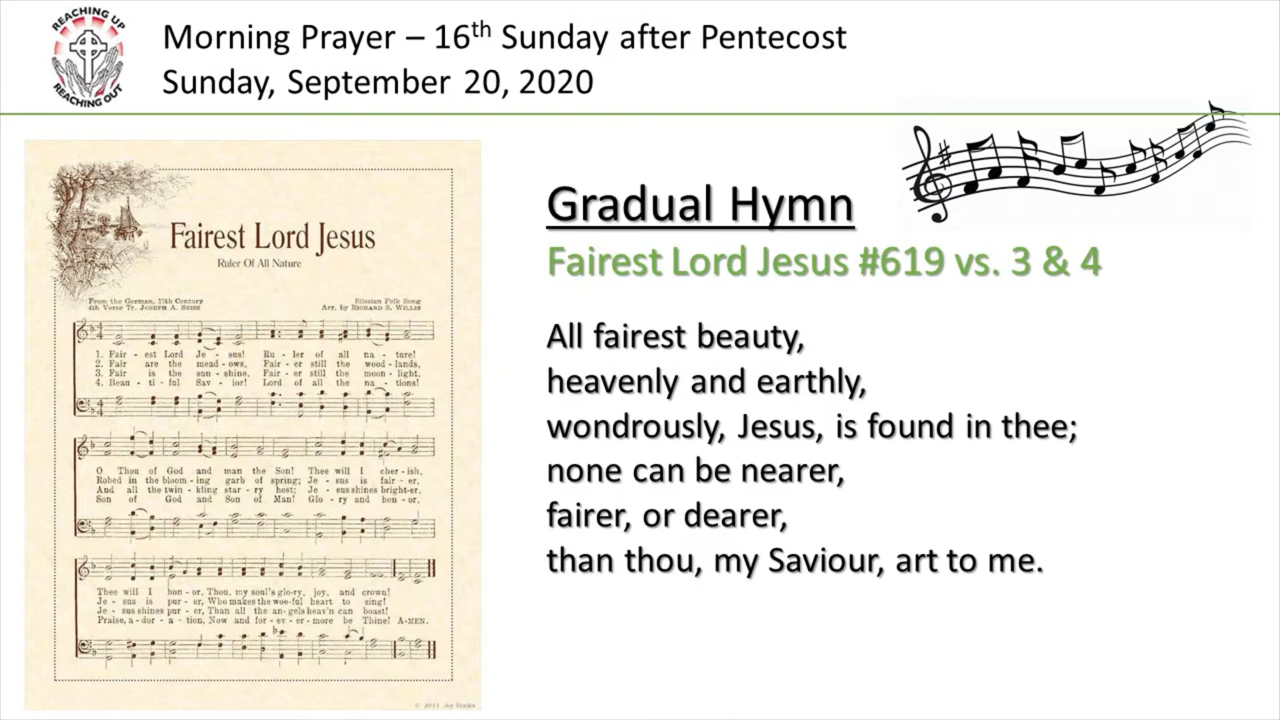 REACHING UP
REACHING OUT
Morning Prayer – 16th Sunday after Pentecost
Sunday, September 20, 2020
Fairest Lord Jesus
Ruler Of All Nature
From the German, 17th Century
4th Verse Tr. JOSEPH A. SEISS
Silesian Folk Song
Arr. by RICHARD S. WILLIS
1. Fair - est Lord Je - sus! Ru - ler of all na - ture!
2. Fair are the mead - ows, Fair - er still the wood - lands,
3. Fair is the sun - shine, Fair - er still the moon - light,
4. Beau - ti - ful Sav - ior! Lord of all the na - tions!
O Thou of God and man the Son! Thee will I cher - ish,
Robed in the bloom - ing garb of spring; Je - sus is fair - er,
And all the twin - kling star - ry host; Je - sus shines bright-er,
Son of God and Son of Man! Glo - ry and hon - or,
Thee will I hon - or, Thou, my soul's glo-ry, joy, and crown!
Je - sus is pur - er, Who makes the woe-ful heart to sing!
Je - sus shines pur - er, Than all the an-gels heav'n can boast!
Praise, a - dor - a - tion, Now and for - ev - er - more be Thine! A-MEN.
© 2011 Joy Books
Gradual Hymn
Fairest Lord Jesus #619 vs. 3 & 4
All fairest beauty,
heavenly and earthly,
wondrously, Jesus, is found in thee;
none can be nearer,
fairer, or dearer,
than thou, my Saviour, art to me.